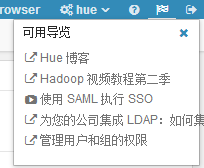 rowser
hue
可用导览
Hue 博客
Hadoop 视频教程第二季
使用 SAML 执行 SSO
为您的公司集成 LDAP：如何集
管理用户和组的权限